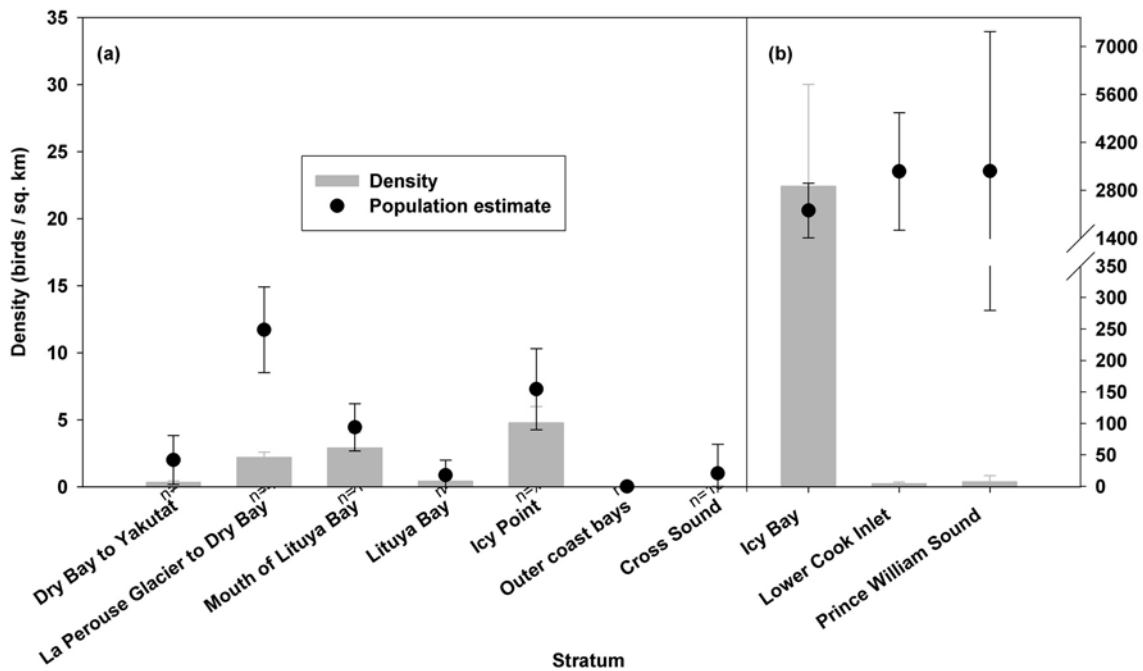 (a)
(b)
Density
Population estimate
Density (birds / sq. km)
35
30
25
20
15
10
5
0
7000
5600
4200
2800
1400
350
300
250
200
150
100
50
0
n=
n=
n=
n=
n=
Dry Bay to Yakutat
La Perouse Glacier to Dry Bay
Mouth of Lituya Bay
Lituya Bay
Icy Point
Outer coast bays
Cross Sound
Icy Bay
Lower Cook Inlet
Prince William Sound
Stratum